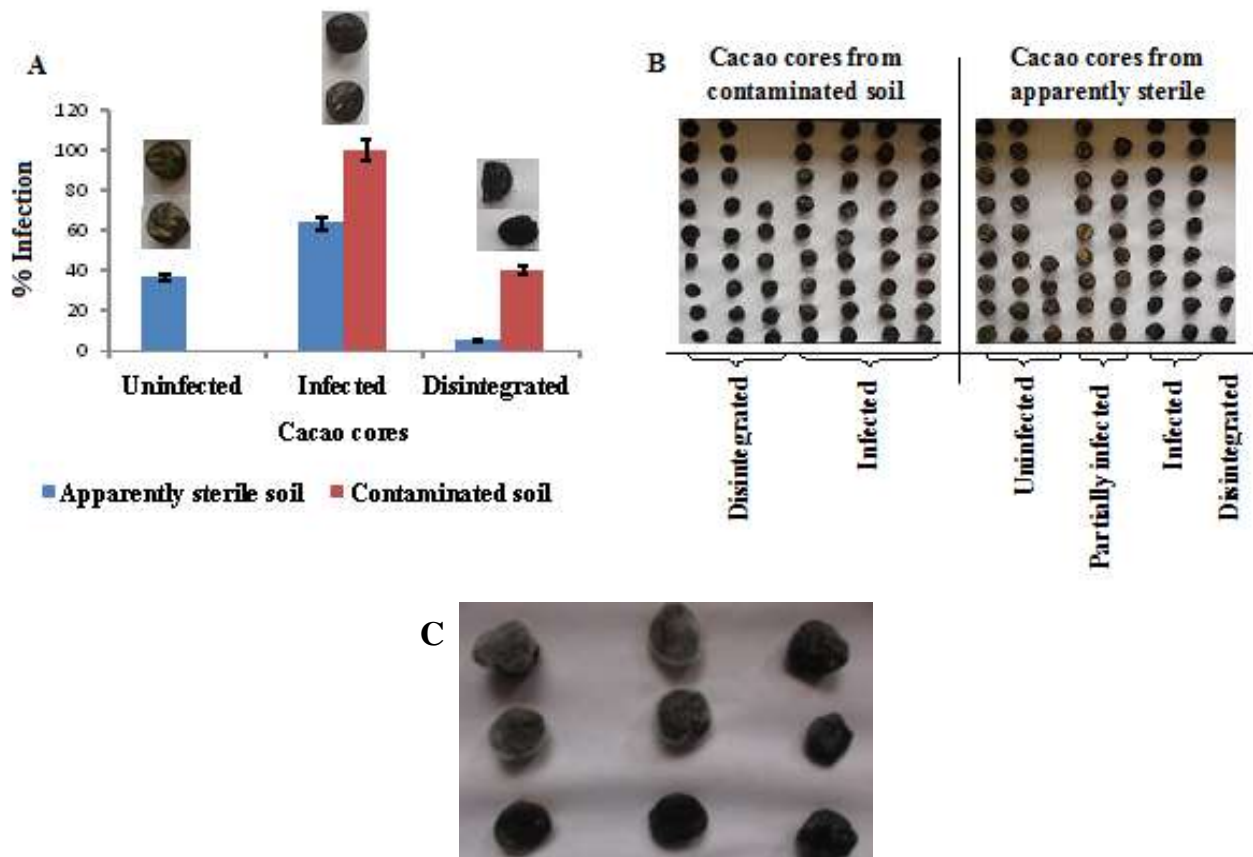 A
% Infection
120
100
80
60
40
20
0
Uninfected Infected Disintegrated
Cacao cores
Apparently sterile soil Contaminated soil
B
Cacao cores from
contaminated soil
Cacao cores from
apparently sterile
Disintegrated
Infected
Uninfected
Partially infected
Infected
Disintegrated
C